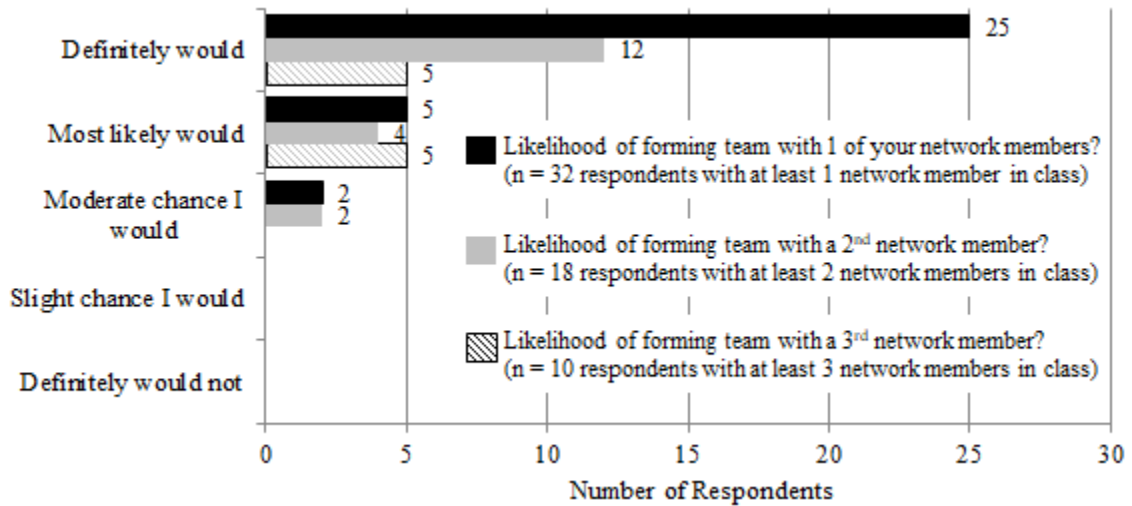 Definitely would
25
12
5
Most likely would
5
4
5
Moderate chance I
would
2
2
Slight chance I would
Definitely would not
Likelihood of forming team with 1 of your network members?
(n = 32 respondents with at least 1 network member in class)
Likelihood of forming team with a 2nd network member?
(n = 18 respondents with at least 2 network members in class)
Likelihood of forming team with a 3rd network member?
(n = 10 respondents with at least 3 network members in class)
0 5 10 15 20 25 30
Number of Respondents